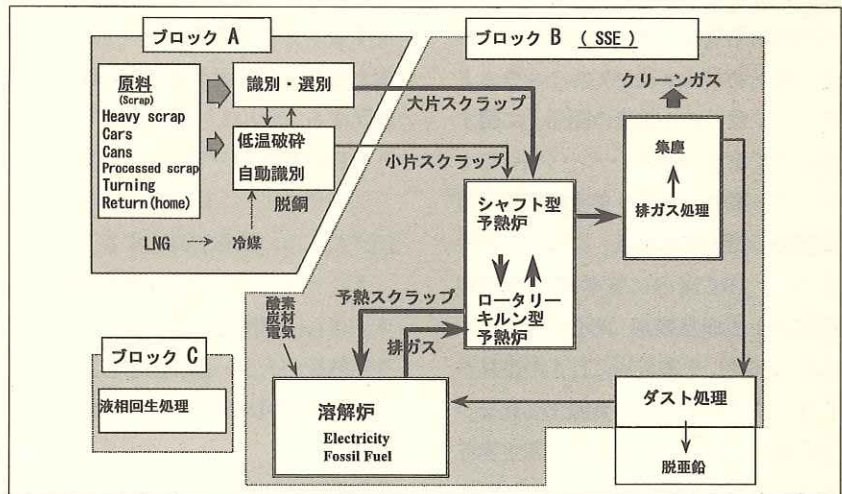 ブロック A
原料
(Scrap)
Heavy scrap
Cars
Cans
Processed scrap
Turning
Return(home)
識別・選別
低温破砕
自動識別
脱銅
LNG
冷媒
ブロック B ( SSE )
大片スクラップ
小片スクラップ
クリーンガス
集塵
排ガス処理
シャフト型
予熱炉
ロータリー
キルン型
予熱炉
予熱スクラップ
排ガス
酸素
炭材
電気
溶解炉
Electricity
Fossil Fuel
ダスト処理
脱亜鉛
ブロック C
液相回生処理